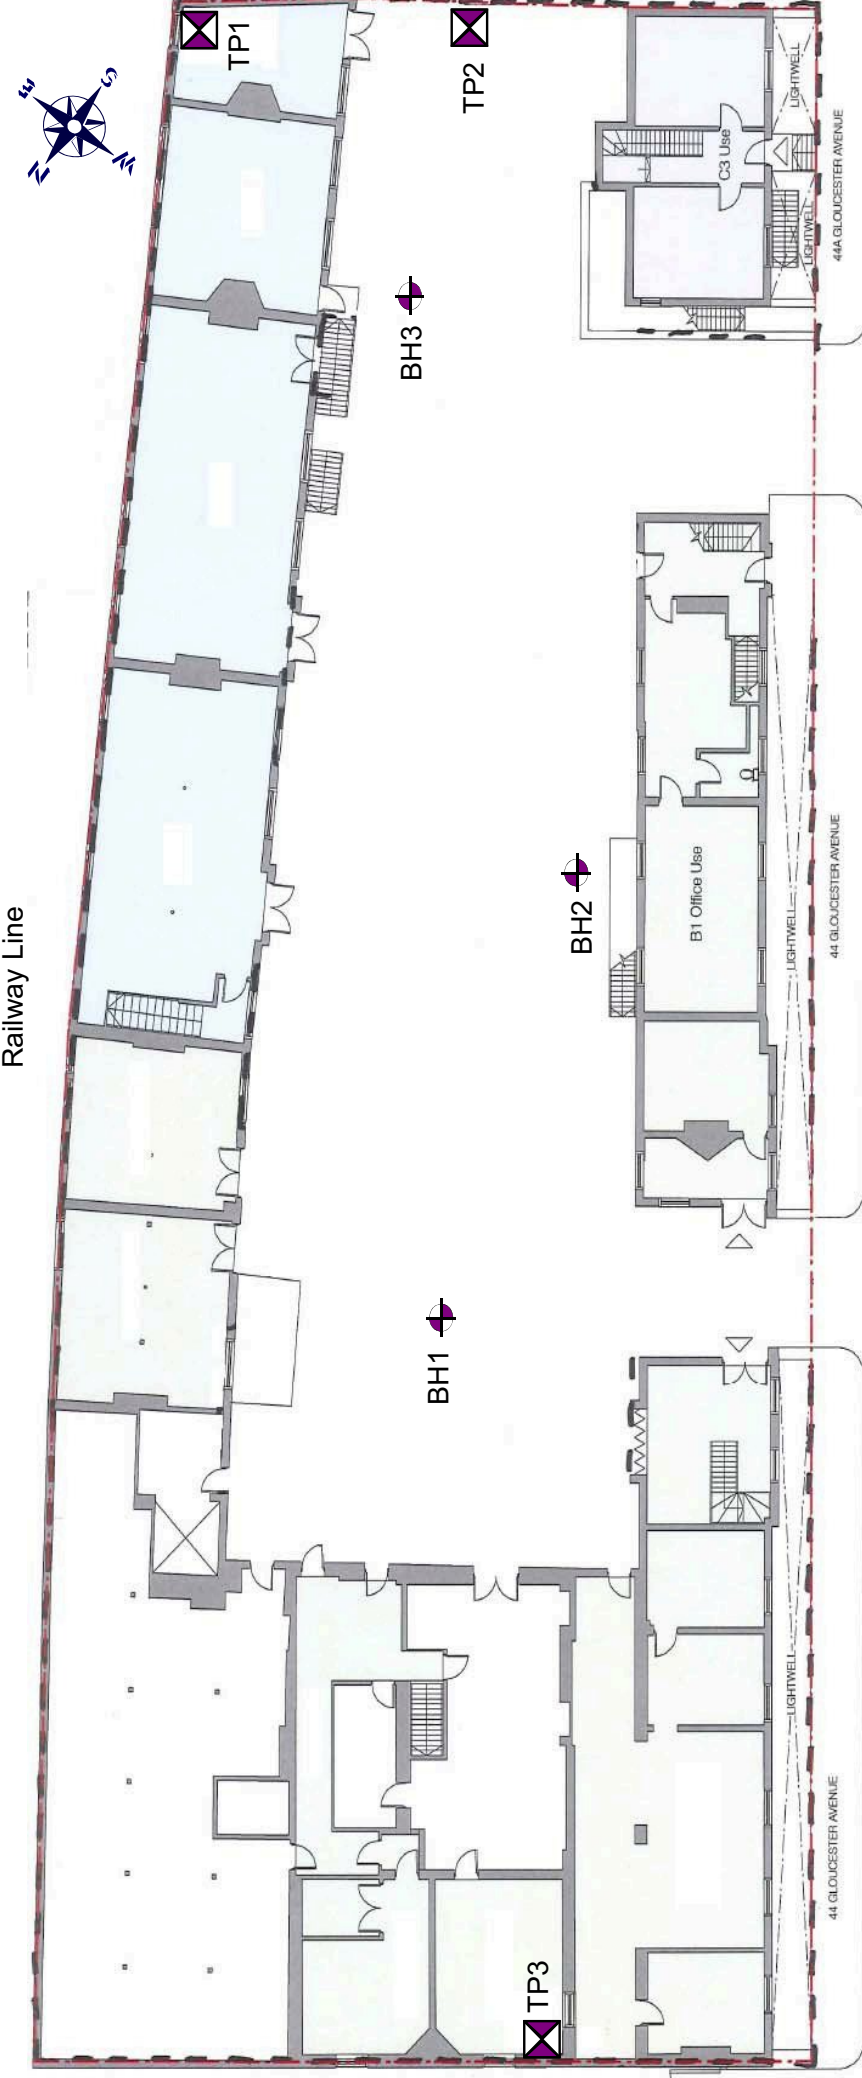 TP1
TP2
S
E
W
N
LIGHTWELL
C3 Use
LIGHTWELL
44A GLOUCESTER AVENUE
BH3
Railway Line
B1 Office Use
BH2
LIGHTWELL
44 GLOUCESTER AVENUE
BH1
LIGHTWELL
44 GLOUCESTER AVENUE
TP3